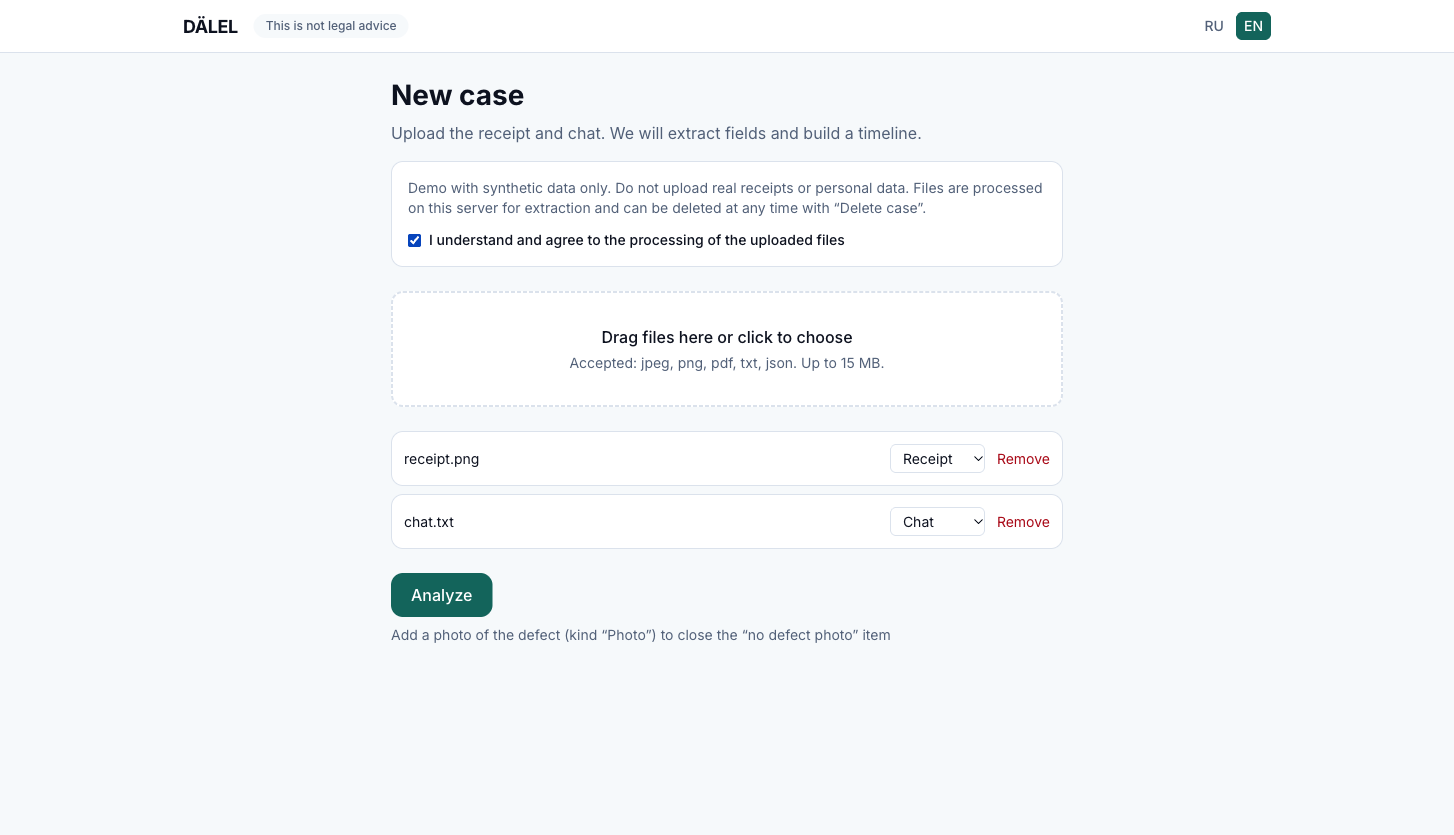 DÄLEL
This is not legal advice
RU
EN
New case
Upload the receipt and chat. We will extract fields and build a timeline.
Demo with synthetic data only. Do not upload real receipts or personal data. Files are processed
on this server for extraction and can be deleted at any time with “Delete case”.
I understand and agree to the processing of the uploaded files
Drag files here or click to choose
Accepted: jpeg, png, pdf, txt, json. Up to 15 MB.
receipt.png
Receipt
Remove
chat.txt
Chat
Remove
Analyze
Add a photo of the defect (kind “Photo”) to close the “no defect photo” item